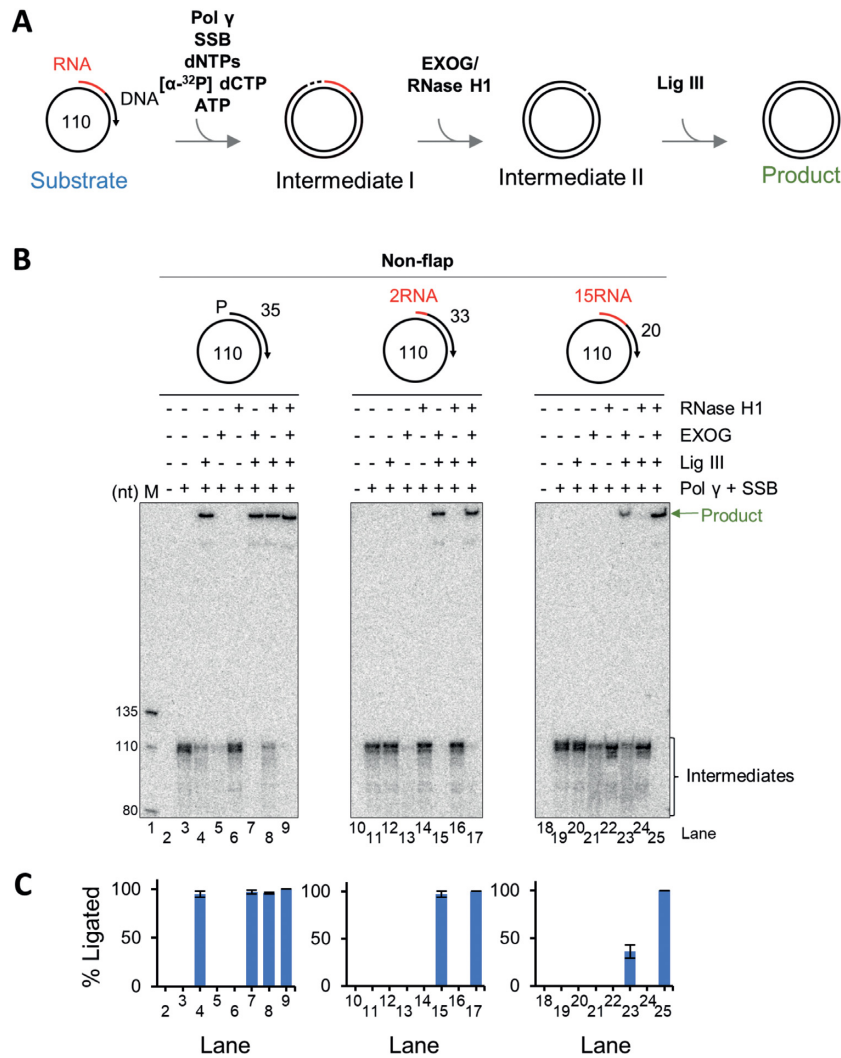 A
RNA
DNA
110
Substrate
Pol γ
SSB
dNTPs
[α-³²P] dCTP
ATP
Intermediate I
EXOG/
RNase H1
Intermediate II
Lig III
Product
B
Non-flap
P 35
110
2RNA
33
110
15RNA
20
110
- - - - + - + + - - - - + - + + - - - - + - + + RNase H1
- - - + - + - + - - - + - + - + - - - + - + - + EXOG
- - + - - + + + - - + - - + + + - - + - - + + + Lig III
(nt) M - + + + + + + + - + + + + + + + - + + + + + + + Pol γ + SSB
Product
135
110
80
Intermediates
1 2 3 4 5 6 7 8 9 10 11 12 13 14 15 16 17 18 19 20 21 22 23 24 25 Lane
C
% Ligated
100
50
0
2 3 4 5 6 7 8 9
Lane
100
50
0
10 11 12 13 14 15 16 17
Lane
100
50
0
18 19 20 21 22 23 24 25
Lane